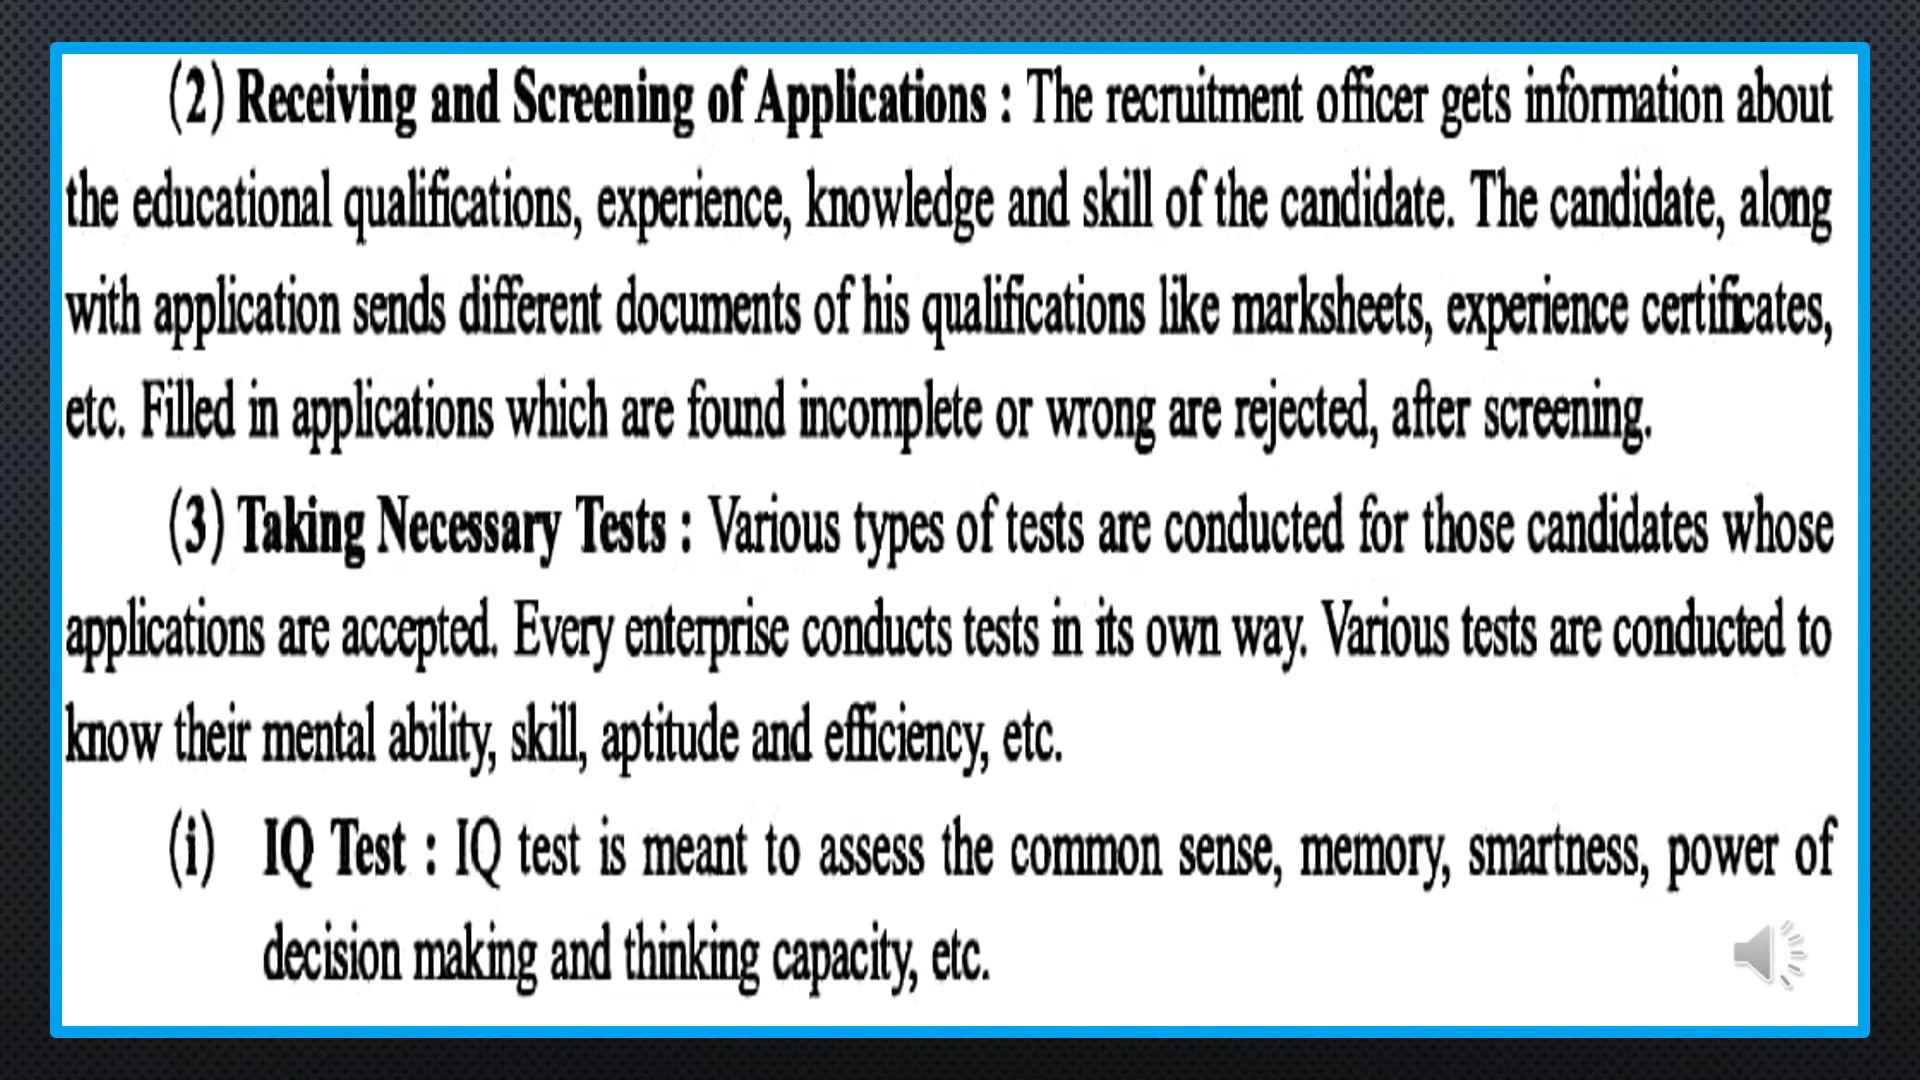 (2) Receiving and Screening of Applications : The recruitment officer gets information about
the educational qualifications, experience, knowledge and skill of the candidate. The candidate, along
with application sends different documents of his qualifications like marksheets, experience certificates,
etc. Filled in applications which are found incomplete or wrong are rejected, after screening.
(3) Taking Necessary Tests : Various types of tests are conducted for those candidates whose
applications are accepted. Every enterprise conducts tests in its own way. Various tests are conducted to
know their mental ability, skill, aptitude and efficiency, etc.
(i) IQ Test : IQ test is meant to assess the common sense, memory, smartness, power of
decision making and thinking capacity, etc.